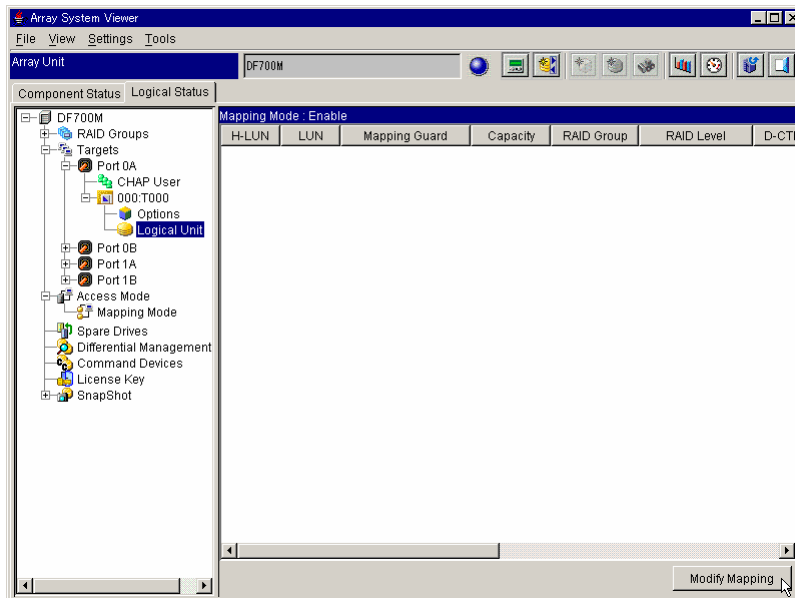 Array System Viewer
File View Settings Tools
Array Unit
DF700M
Component Status Logical Status
DF700M
RAID Groups
Targets
Port 0A
CHAP User
000:T000
Options
Logical Unit
Port 0B
Port 1A
Port 1B
Access Mode
Mapping Mode
Spare Drives
Differential Management
Command Devices
License Key
SnapShot
Mapping Mode : Enable
H-LUN LUN Mapping Guard Capacity RAID Group RAID Level D-CTL
Modify Mapping